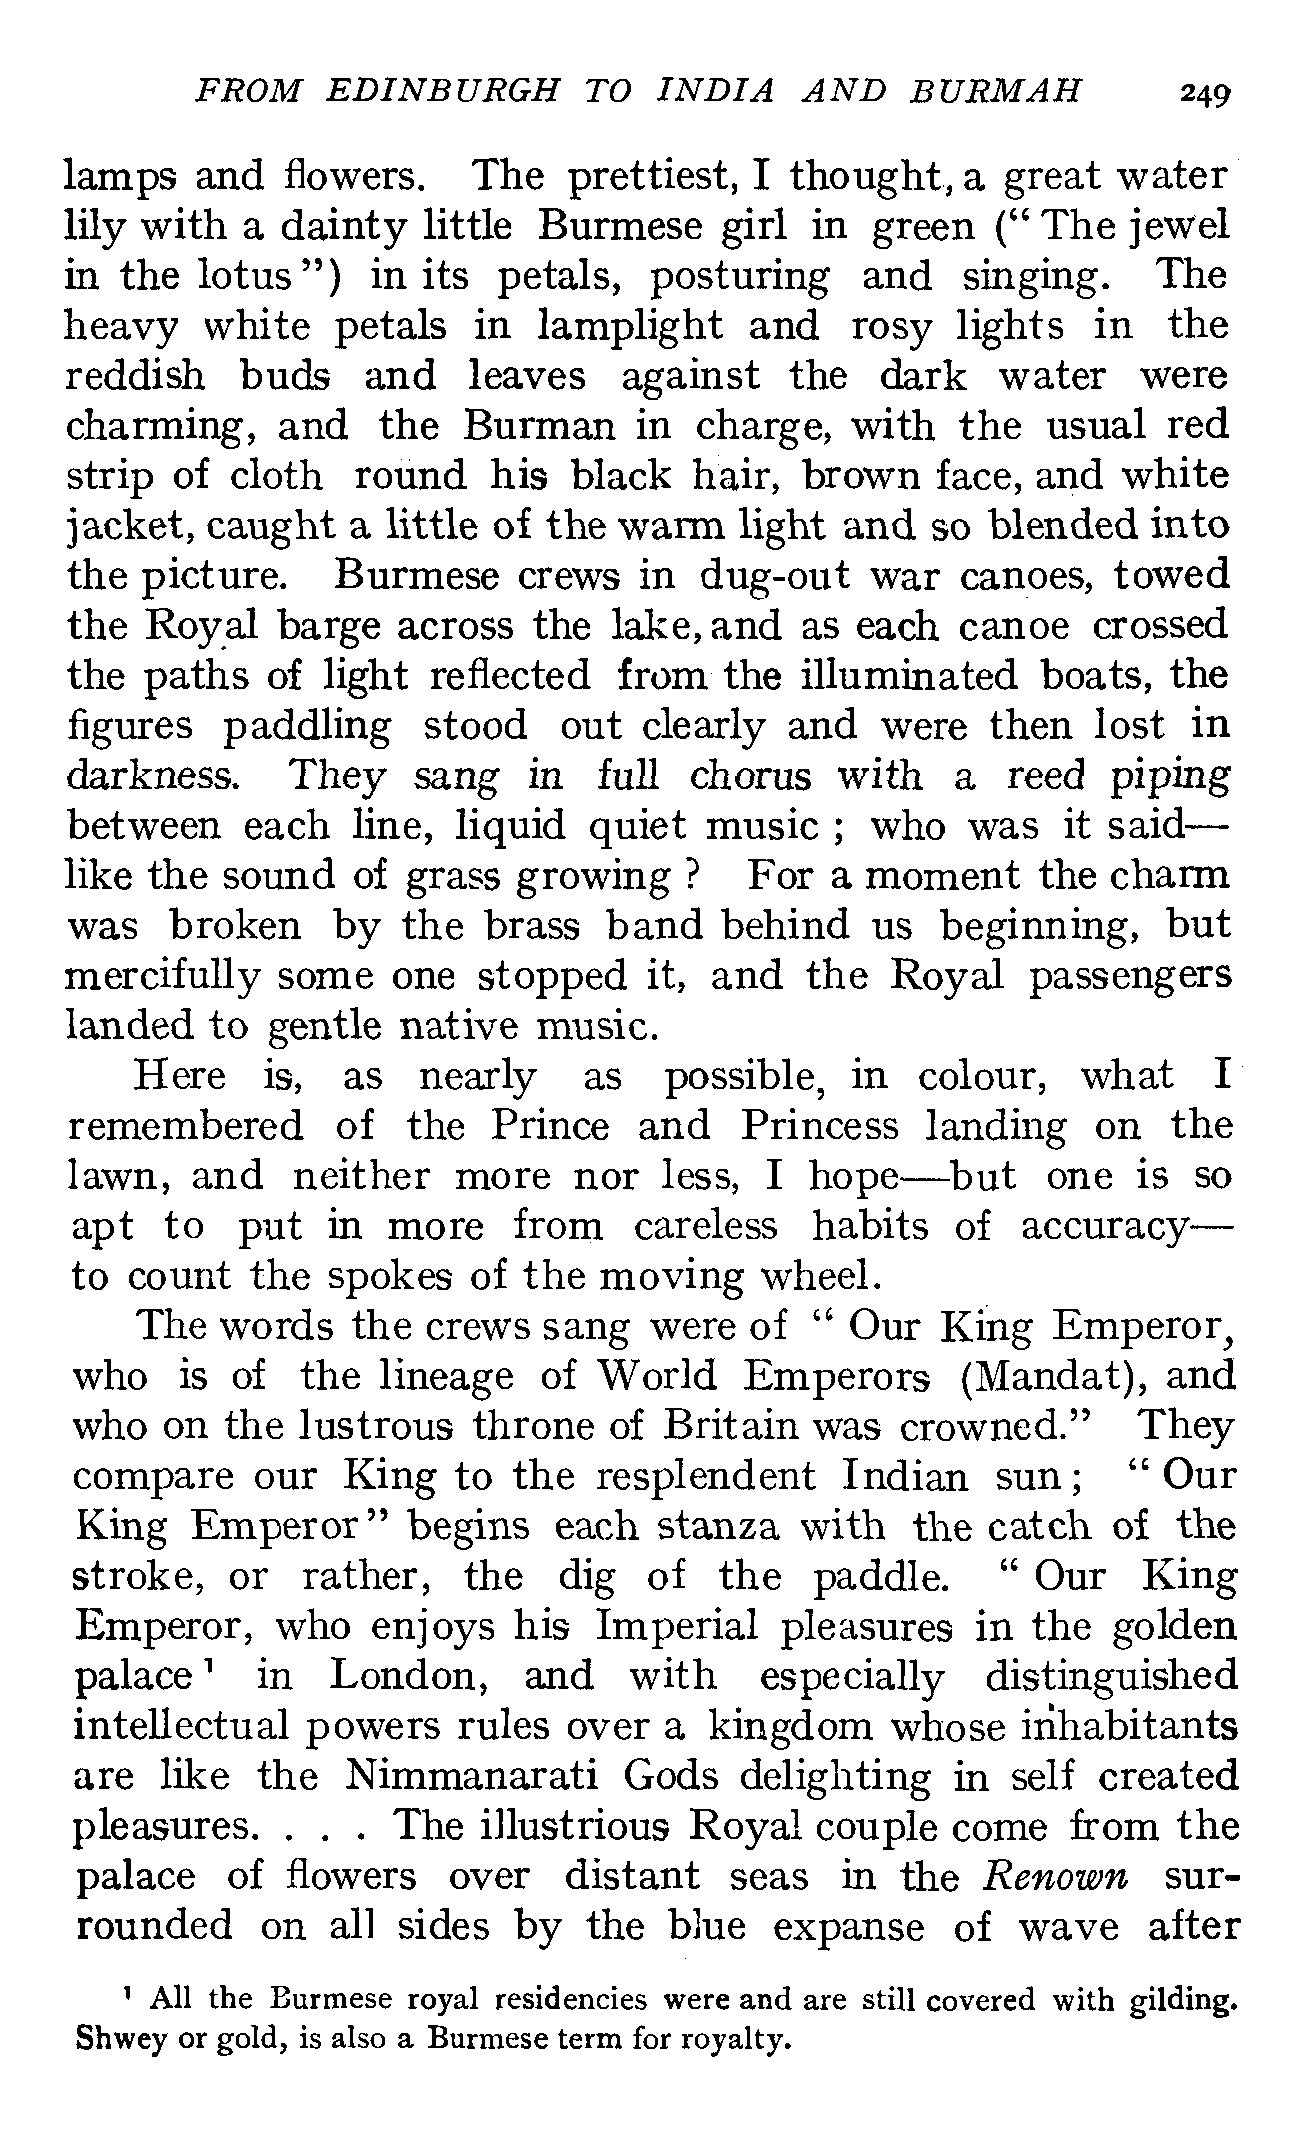 FROM EDINBURGH TO INDIA AND BURMAH 249
lamps and flowers. The prettiest, I thought, a great water
lily with a dainty little Burmese girl in green (“ The jewel
in the lotus ”) in its petals, posturing and singing. The
heavy white petals in lamplight and rosy lights in the
reddish buds and leaves against the dark water were
charming, and the Burman in charge, with the usual red
strip of cloth round his black hair, brown face, and white
jacket, caught a little of the warm light and so blended into
the picture. Burmese crews in dug-out war canoes, towed
the Royal barge across the lake, and as each canoe crossed
the paths of light reflected from the illuminated boats, the
figures paddling stood out clearly and were then lost in
darkness. They sang in full chorus with a reed piping
between each line, liquid quiet music ; who was it said—
like the sound of grass growing ? For a moment the charm
was broken by the brass band behind us beginning, but
mercifully some one stopped it, and the Royal passengers
landed to gentle native music.
Here is, as nearly as possible, in colour, what I
remembered of the Prince and Princess landing on the
lawn, and neither more nor less, I hope—but one is so
apt to put in more from careless habits of accuracy—
to count the spokes of the moving wheel.
The words the crews sang were of “ Our King Emperor,
who is of the lineage of World Emperors (Mandat), and
who on the lustrous throne of Britain was crowned.” They
compare our King to the resplendent Indian sun ; “ Our
King Emperor ” begins each stanza with the catch of the
stroke, or rather, the dig of the paddle. “ Our King
Emperor, who enjoys his Imperial pleasures in the golden
palace ¹ in London, and with especially distinguished
intellectual powers rules over a kingdom whose inhabitants
are like the Nimmanarati Gods delighting in self created
pleasures. . . . The illustrious Royal couple come from the
palace of flowers over distant seas in the Renown sur-
rounded on all sides by the blue expanse of wave after
¹ All the Burmese royal residencies were and are still covered with gilding.
Shwey or gold, is also a Burmese term for royalty.